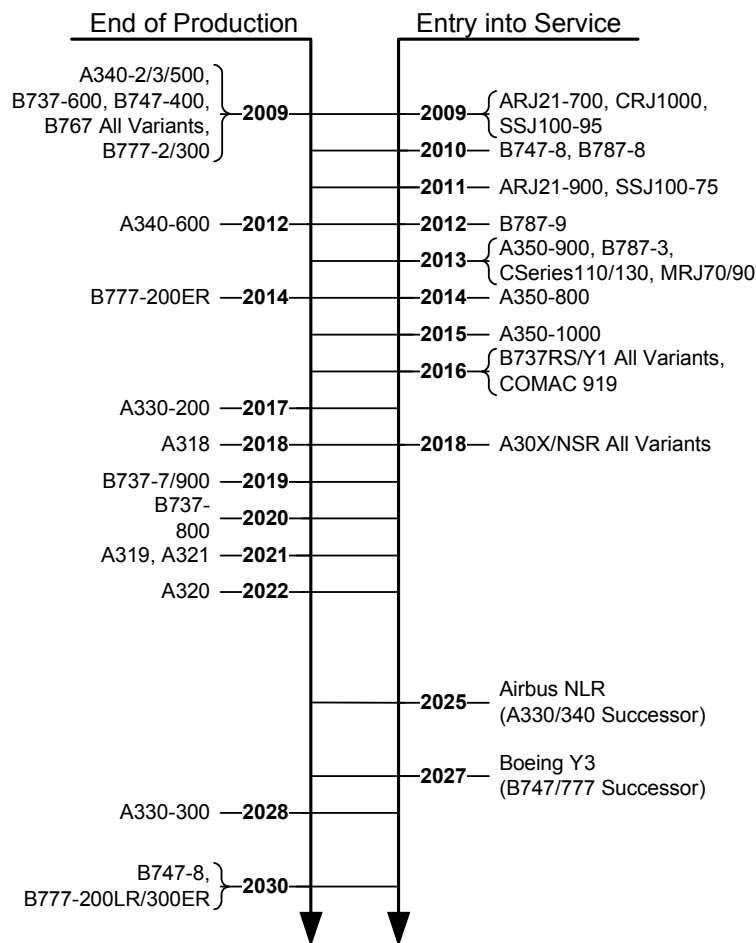 End of Production
Entry into Service
A340-2/3/500,
B737-600, B747-400,
B767 All Variants,
B777-2/300
2009
2009
ARJ21-700, CRJ1000,
SSJ100-95
2010
B747-8, B787-8
2011
ARJ21-900, SSJ100-75
A340-600
2012
2012
B787-9
2013
A350-900, B787-3,
CSeries110/130, MRJ70/90
B777-200ER
2014
2014
A350-800
2015
A350-1000
2016
B737RS/Y1 All Variants,
COMAC 919
A330-200
2017
A318
2018
2018
A30X/NSR All Variants
B737-7/900
2019
B737-
800
2020
A319, A321
2021
A320
2022
2025
Airbus NLR
(A330/340 Successor)
2027
Boeing Y3
(B747/777 Successor)
A330-300
2028
B747-8,
B777-200LR/300ER
2030